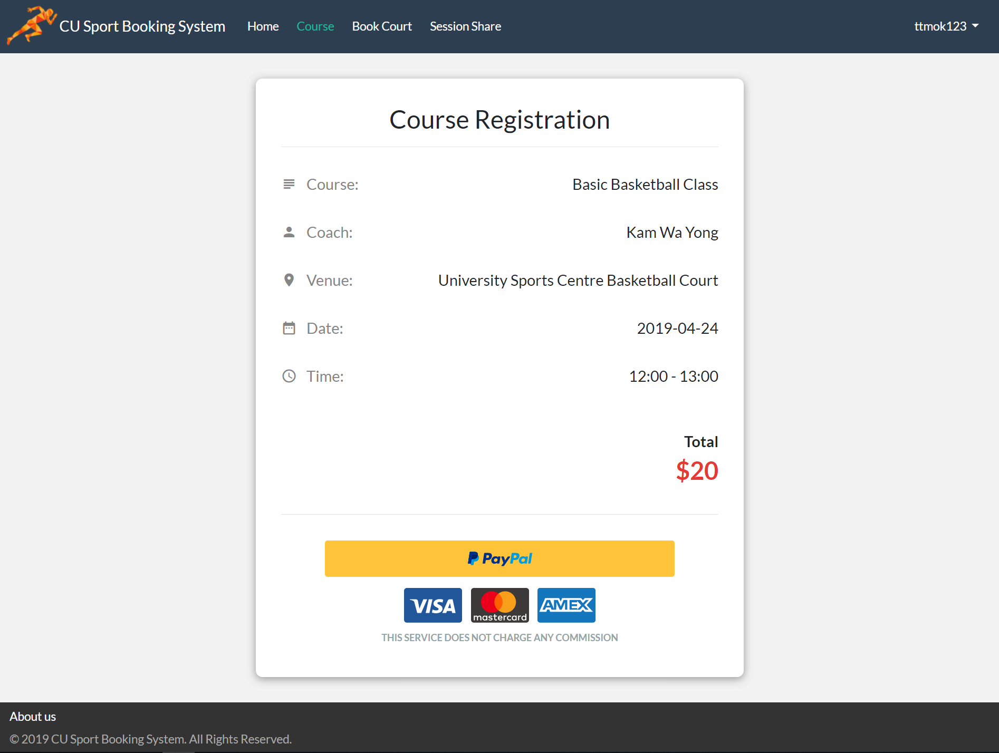 CU Sport Booking System Home Course Book Court Session Share ttmok123
Course Registration
Course: Basic Basketball Class
Coach: Kam Wa Yong
Venue: University Sports Centre Basketball Court
Date: 2019-04-24
Time: 12:00 - 13:00
Total
$20
PayPal
VISA mastercard AMEX
THIS SERVICE DOES NOT CHARGE ANY COMMISSION
About us
© 2019 CU Sport Booking System. All Rights Reserved.